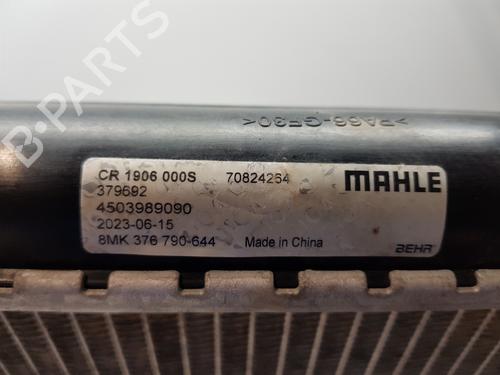 >PA66-GF30<
CR 1906 000S 70824264 MAHLE
379692
4503989090
2023-06-15
8MK 376 790-644 Made in China BEHR
B-PARTS